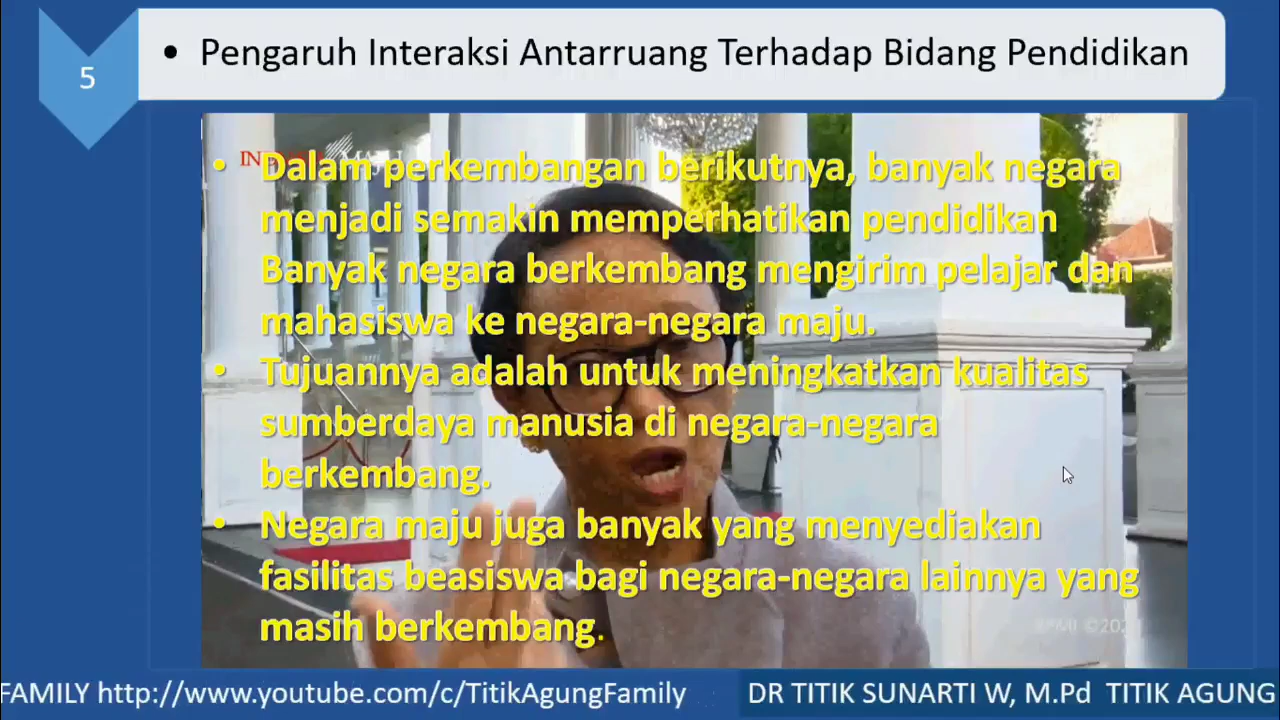 5
• Pengaruh Interaksi Antarruang Terhadap Bidang Pendidikan
• Dalam perkembangan berikutnya, banyak negara
menjadi semakin memperhatikan pendidikan
Banyak negara berkembang mengirim pelajar dan
mahasiswa ke negara-negara maju.
• Tujuannya adalah untuk meningkatkan kualitas
sumberdaya manusia di negara-negara
berkembang.
• Negara maju juga banyak yang menyediakan
fasilitas beasiswa bagi negara-negara lainnya yang
masih berkembang.
FAMILY http://www.youtube.com/c/TitikAgungFamily DR TITIK SUNARTI W, M.Pd TITIK AGUNG